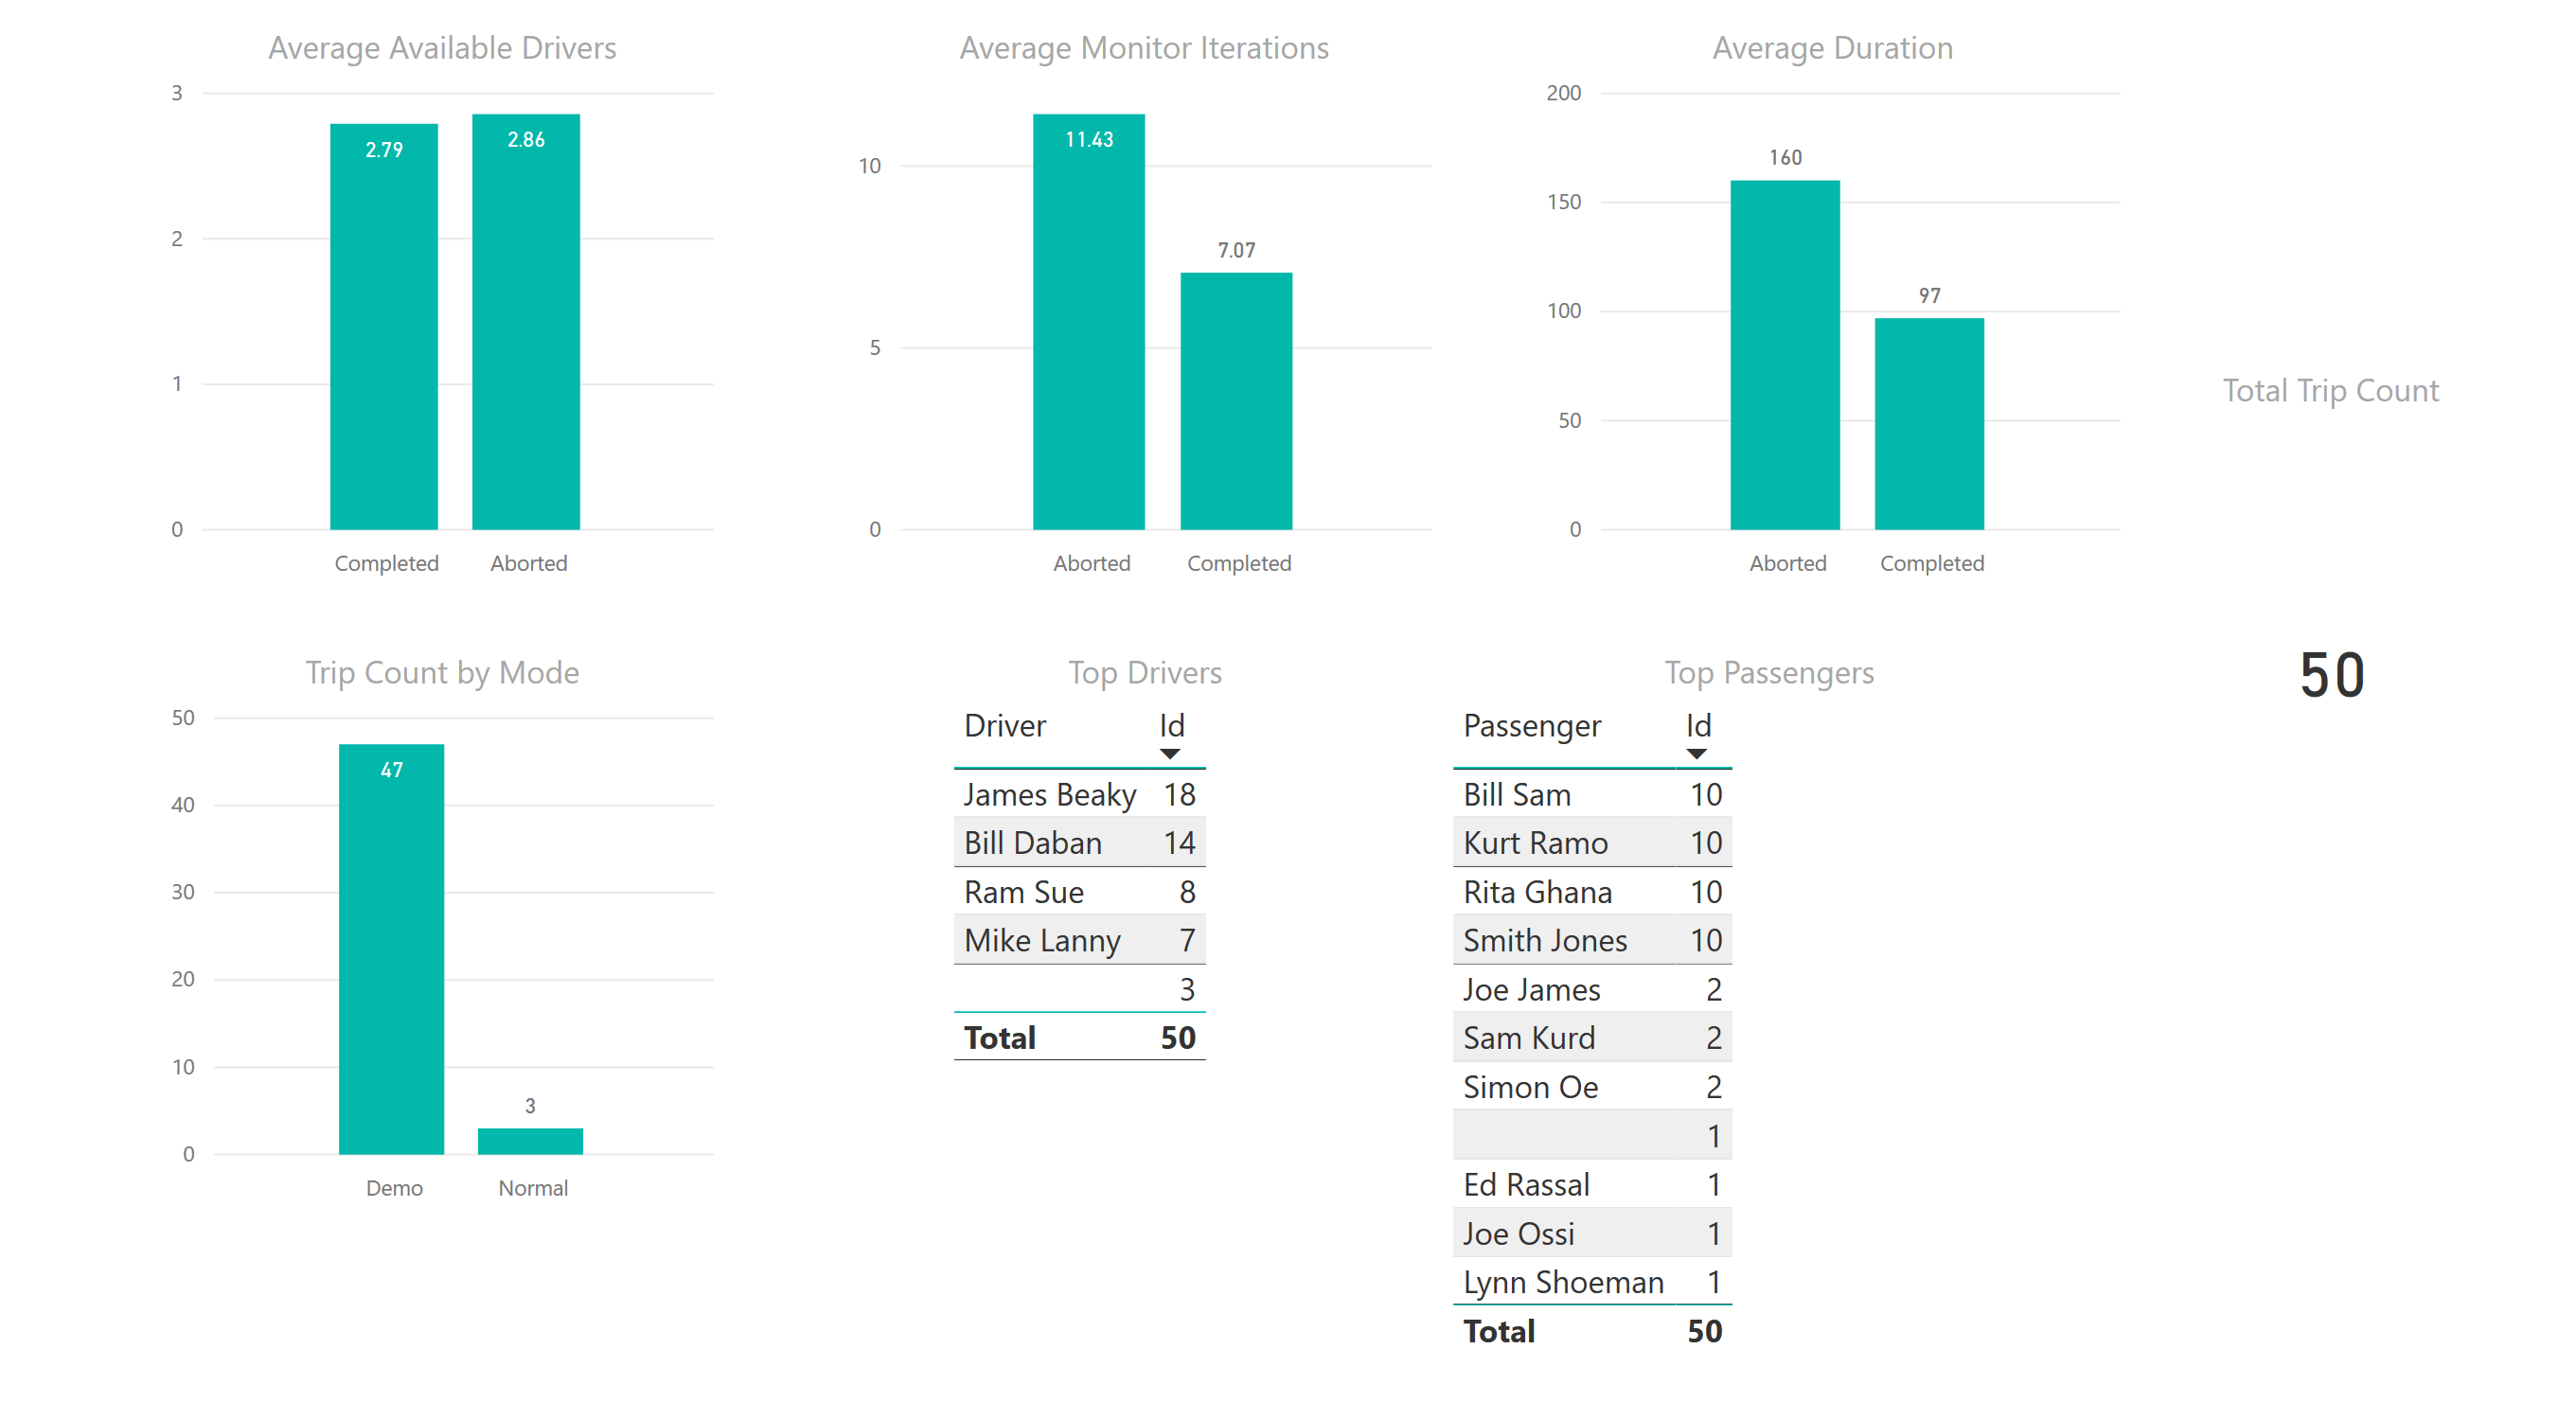 Average Available Drivers
3
2
1
0
2.79
2.86
Completed Aborted
Average Monitor Iterations
10
5
0
11.43
7.07
Aborted Completed
Average Duration
200
150
100
50
0
160
97
Aborted Completed
Total Trip Count
50
Trip Count by Mode
50
40
30
20
10
0
47
3
Demo Normal
Top Drivers
Driver Id
James Beaky 18
Bill Daban 14
Ram Sue 8
Mike Lanny 7
3
Total 50
Top Passengers
Passenger Id
Bill Sam 10
Kurt Ramo 10
Rita Ghana 10
Smith Jones 10
Joe James 2
Sam Kurd 2
Simon Oe 2
1
Ed Rassal 1
Joe Ossi 1
Lynn Shoeman 1
Total 50